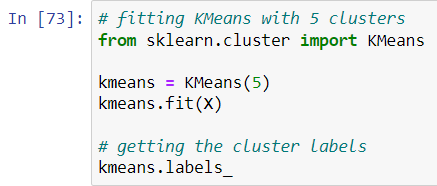 In [73]: # fitting KMeans with 5 clusters
from sklearn.cluster import KMeans
kmeans = KMeans(5)
kmeans.fit(X)
# getting the cluster labels
kmeans.labels_